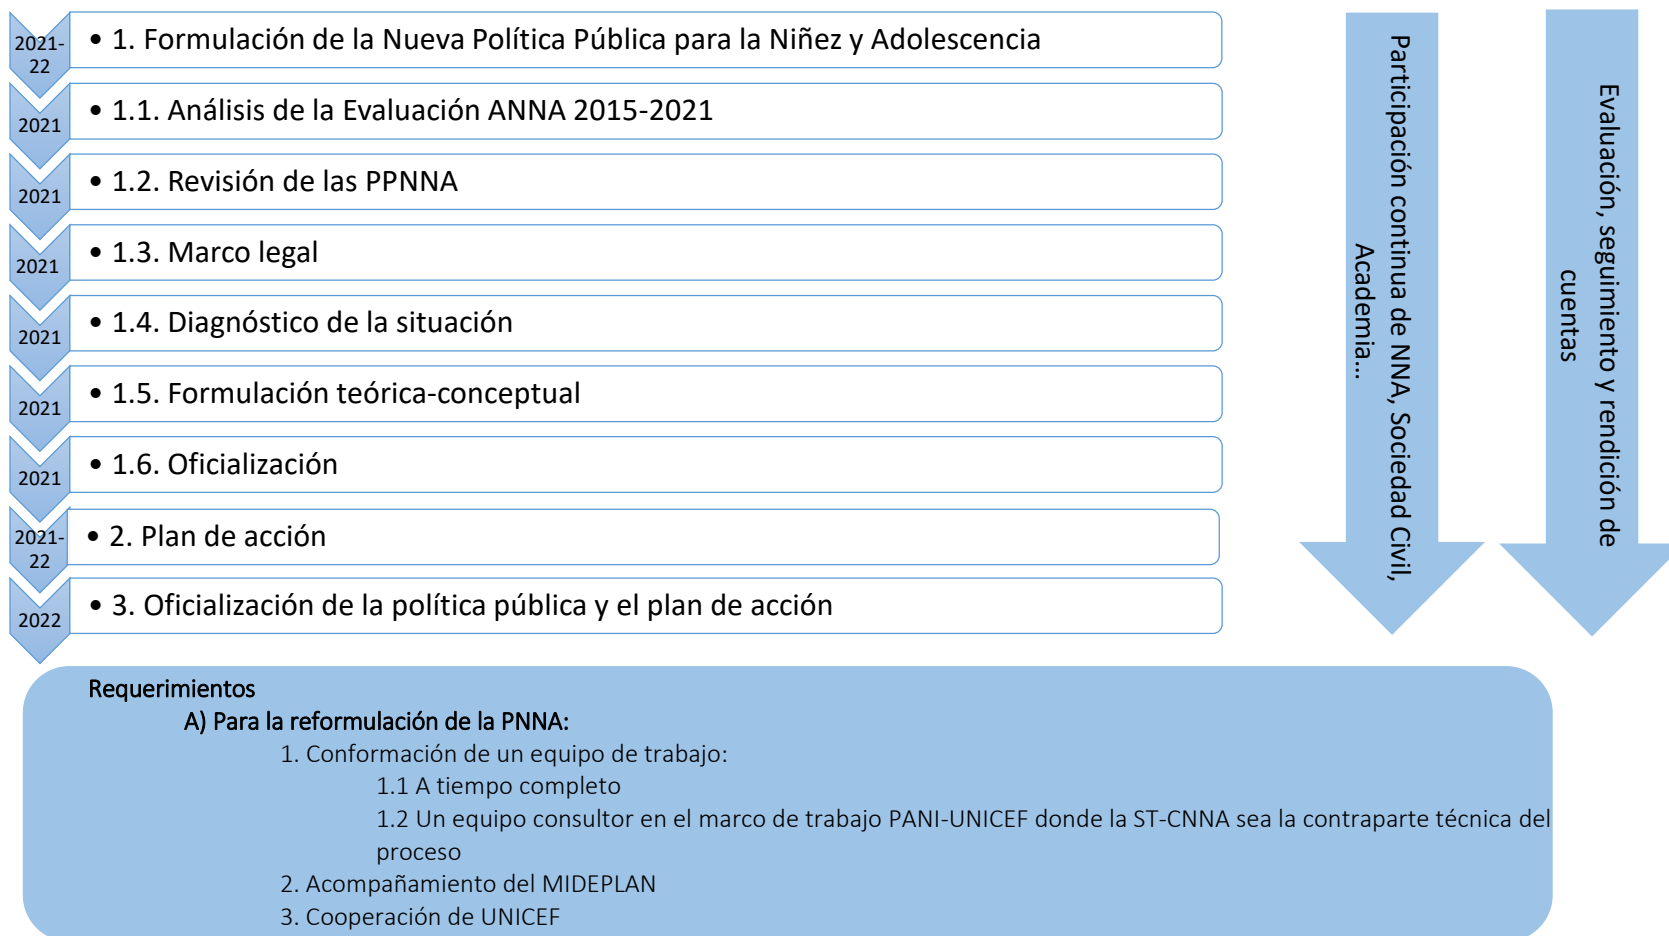 2021-
22
• 1. Formulación de la Nueva Política Pública para la Niñez y Adolescencia
2021
• 1.1. Análisis de la Evaluación ANNA 2015-2021
2021
• 1.2. Revisión de las PPNNA
2021
• 1.3. Marco legal
2021
• 1.4. Diagnóstico de la situación
2021
• 1.5. Formulación teórica-conceptual
2021
• 1.6. Oficialización
2021-
22
• 2. Plan de acción
2022
• 3. Oficialización de la política pública y el plan de acción
Participación continua de NNA, Sociedad Civil,
Academia...
Evaluación, seguimiento y rendición de
cuentas
Requerimientos
A) Para la reformulación de la PNNA:
1. Conformación de un equipo de trabajo:
1.1 A tiempo completo
1.2 Un equipo consultor en el marco de trabajo PANI-UNICEF donde la ST-CNNA sea la contraparte técnica del
proceso
2. Acompañamiento del MIDEPLAN
3. Cooperación de UNICEF